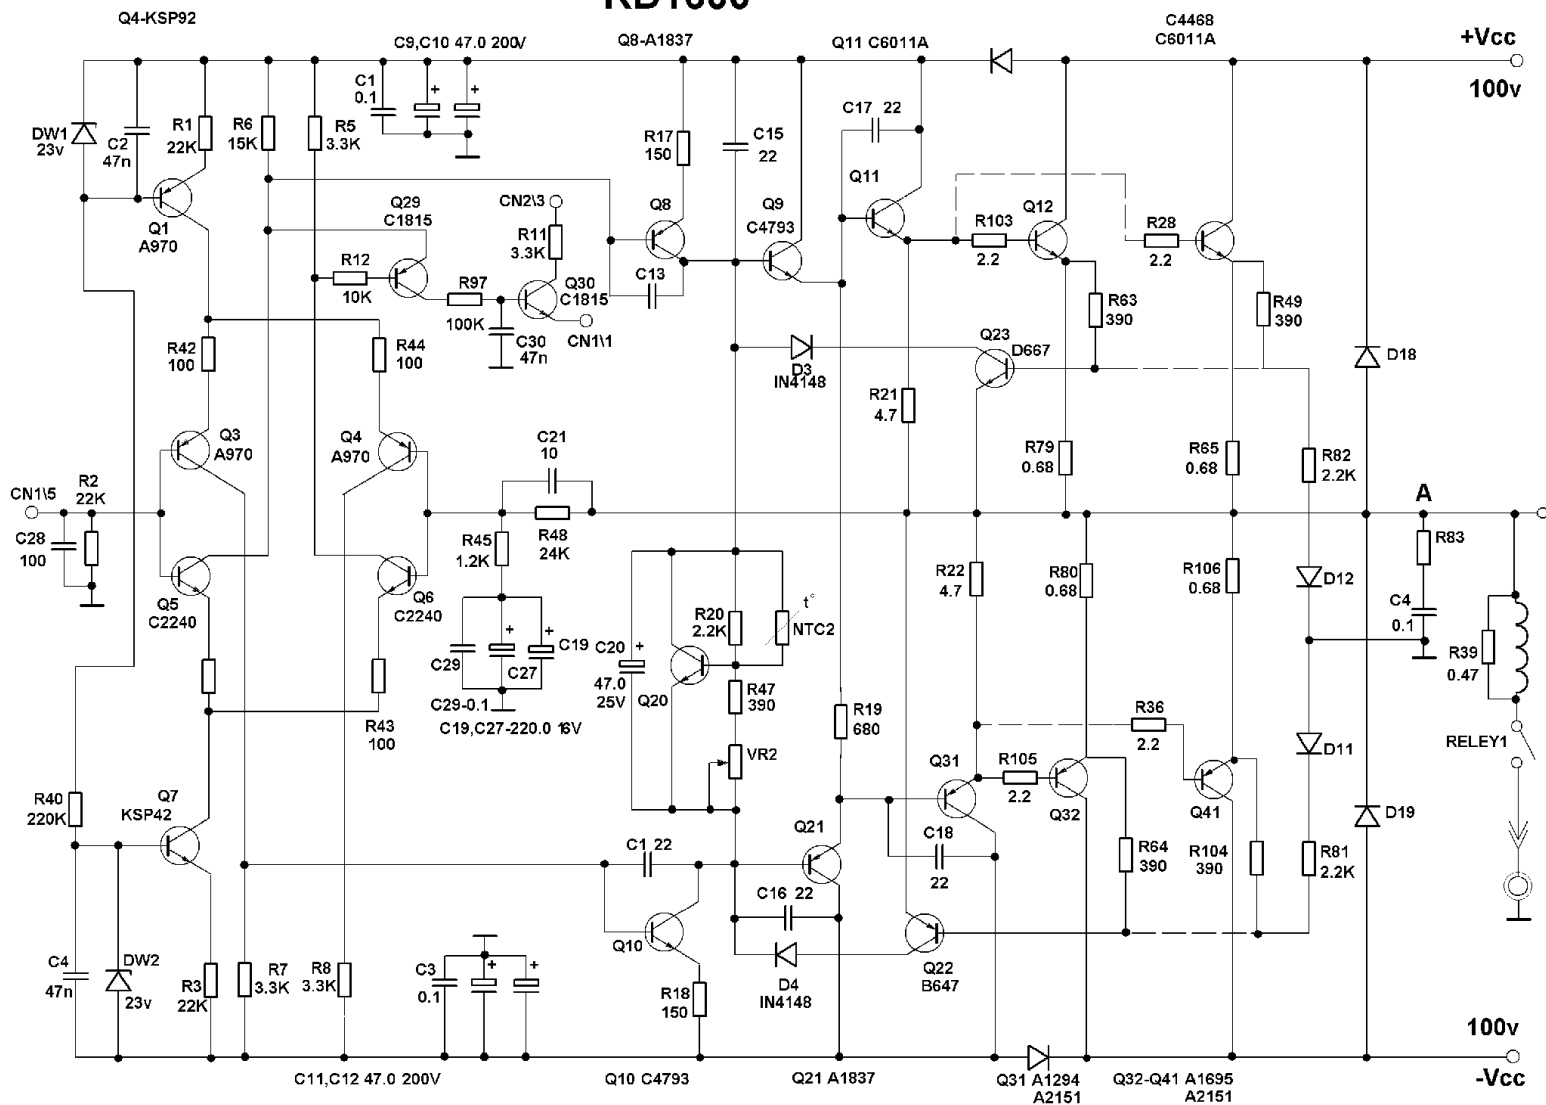 Q4-KSP92
C9,C10 47.0 200V
Q8-A1837
Q11 C6011A
C4468
C6011A
+Vcc
100v
C1
0.1
+
+
DW1
23v
C2
47n
R1
22K
R6
15K
R5
3.3K
R17
150
C15
22
C17 22
Q1
A970
Q29
C1815
CN2\3
R11
3.3K
Q8
Q9
C4793
Q11
R103
2.2
Q12
R28
2.2
R12
10K
R97
100K
Q30
C1815
C30
47n
CN1\1
C13
R63
390
R49
390
R42
100
R44
100
D3
IN4148
Q23
D667
D18
R21
4.7
Q3
A970
Q4
A970
C21
10
R79
0.68
R65
0.68
R82
2.2K
CN1\5
R2
22K
A
C28
100
R45
1.2K
R48
24K
R83
Q5
C2240
Q6
C2240
R22
4.7
R80
0.68
R106
0.68
D12
C4
0.1
t°
NTC2
R20
2.2K
C29
+
C27
+
C19
C20
+
47.0
25V
Q20
R47
390
R39
0.47
C29-0.1
C19,C27-220.0 16V
R43
100
R19
680
R36
2.2
VR2
D11
RELEY1
R40
220K
Q7
KSP42
Q31
R105
2.2
Q32
Q41
D19
Q21
C1 22
C18
22
R64
390
R104
390
R81
2.2K
C16 22
Q10
C4
47n
DW2
23v
R3
22K
R7
3.3K
R8
3.3K
C3
0.1
+
+
D4
IN4148
Q22
B647
R18
150
100v
-Vcc
C11,C12 47.0 200V
Q10 C4793
Q21 A1837
Q31 A1294
A2151
Q32-Q41 A1695
A2151